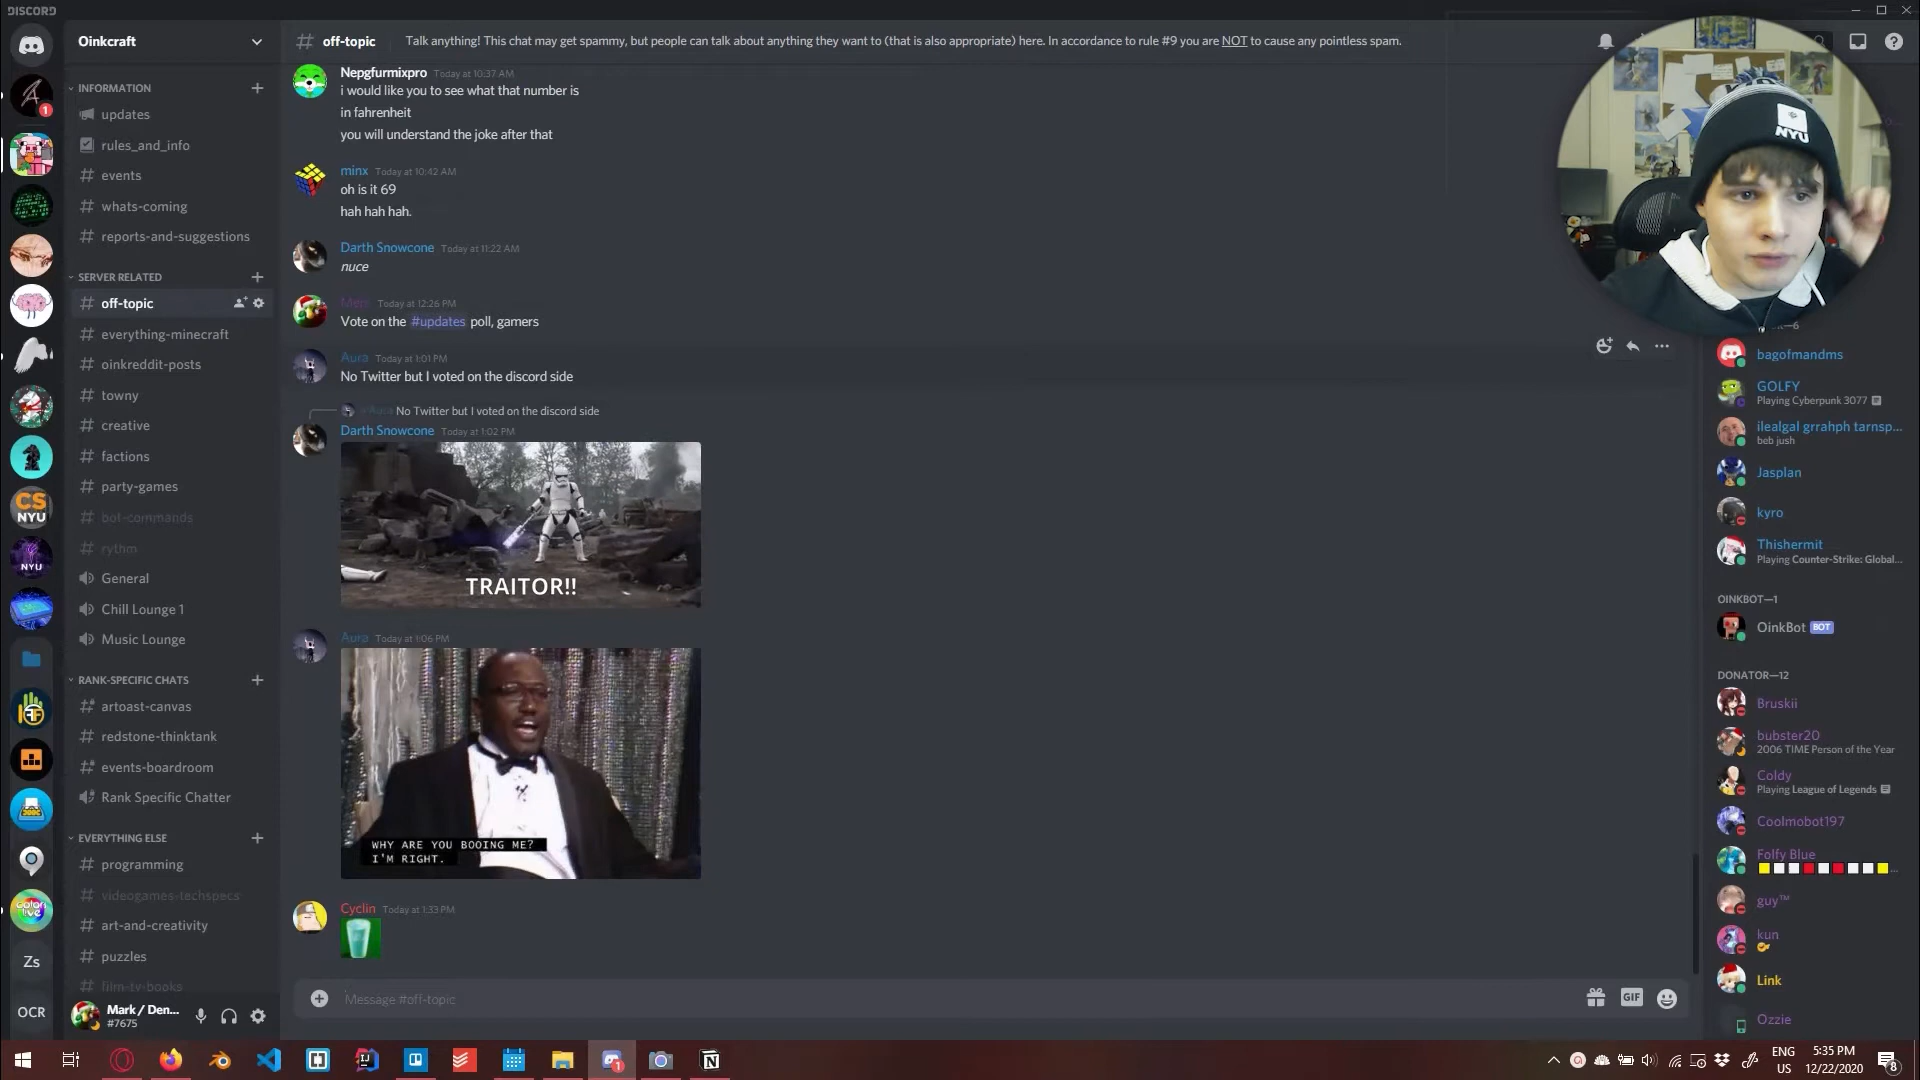 DISCORD
Oinkcraft
off-topic
Talk anything! This chat may get spammy, but people can talk about anything they want to (that is also appropriate) here. In accordance to rule #9 you are NOT to cause any pointless spam.
INFORMATION
updates
rules_and_info
events
whats-coming
reports-and-suggestions
SERVER RELATED
off-topic
everything-minecraft
oinkreddit-posts
towny
creative
factions
party-games
bot-commands
rythm
General
Chill Lounge 1
Music Lounge
RANK-SPECIFIC CHATS
artoast-canvas
redstone-thinktank
events-boardroom
Rank Specific Chatter
EVERYTHING ELSE
programming
videogames-techspecs
art-and-creativity
puzzles
film-tv-books
Mark / Den...
#7675
1
CS
NYU
NYU
COLOR
LIVE
Zs
OCR
Nepgfurmixpro Today at 10:37 AM
i would like you to see what that number is
in fahrenheit
you will understand the joke after that
minx Today at 10:42 AM
oh is it 69
hah hah hah.
Darth Snowcone Today at 11:22 AM
nuce
Today at 12:26 PM
Vote on the #updates poll, gamers
Aura Today at 1:01 PM
No Twitter but I voted on the discord side
Aura No Twitter but I voted on the discord side
Darth Snowcone Today at 1:02 PM
TRAITOR!!
Aura Today at 1:06 PM
WHY ARE YOU BOOING ME?
I'M RIGHT.
Cyclin Today at 1:33 PM
Message #off-topic
GIF
NYU
bagofmandms
GOLFY
Playing Cyberpunk 3077
ilealgal grrahph tarnsp...
beb jush
Jasplan
kyro
Thishermit
Playing Counter-Strike: Global...
OINKBOT—1
OinkBot BOT
DONATOR—12
Bruskii
bubster20
2006 TIME Person of the Year
Coldy
Playing League of Legends
Coolmobot197
Folfy Blue
...
guy™
kun
Link
Ozzie
ENG
US
5:35 PM
12/22/2020
8